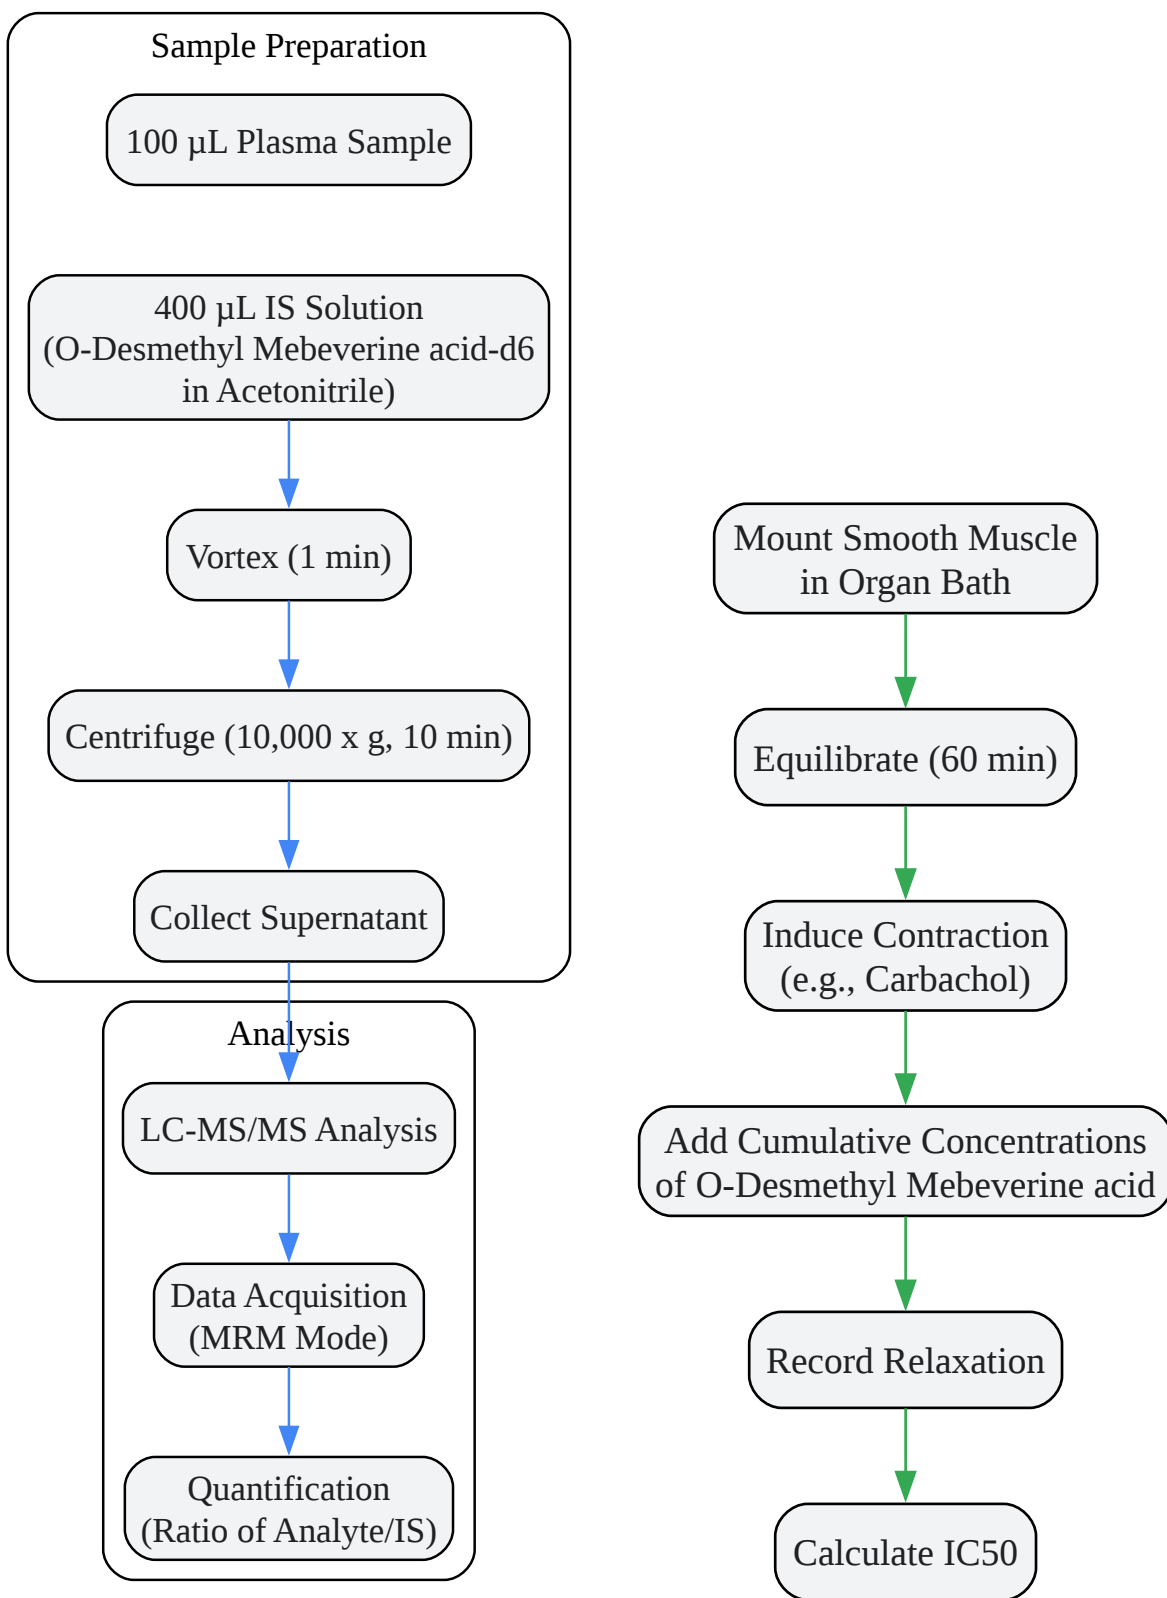 Sample Preparation
100 µL Plasma Sample
400 µL IS Solution
(O-Desmethyl Mebeverine acid-d6
in Acetonitrile)
Vortex (1 min)
Centrifuge (10,000 x g, 10 min)
Collect Supernatant
Analysis
LC-MS/MS Analysis
Data Acquisition
(MRM Mode)
Quantification
(Ratio of Analyte/IS)
Mount Smooth Muscle
in Organ Bath
Equilibrate (60 min)
Induce Contraction
(e.g., Carbachol)
Add Cumulative Concentrations
of O-Desmethyl Mebeverine acid
Record Relaxation
Calculate IC50